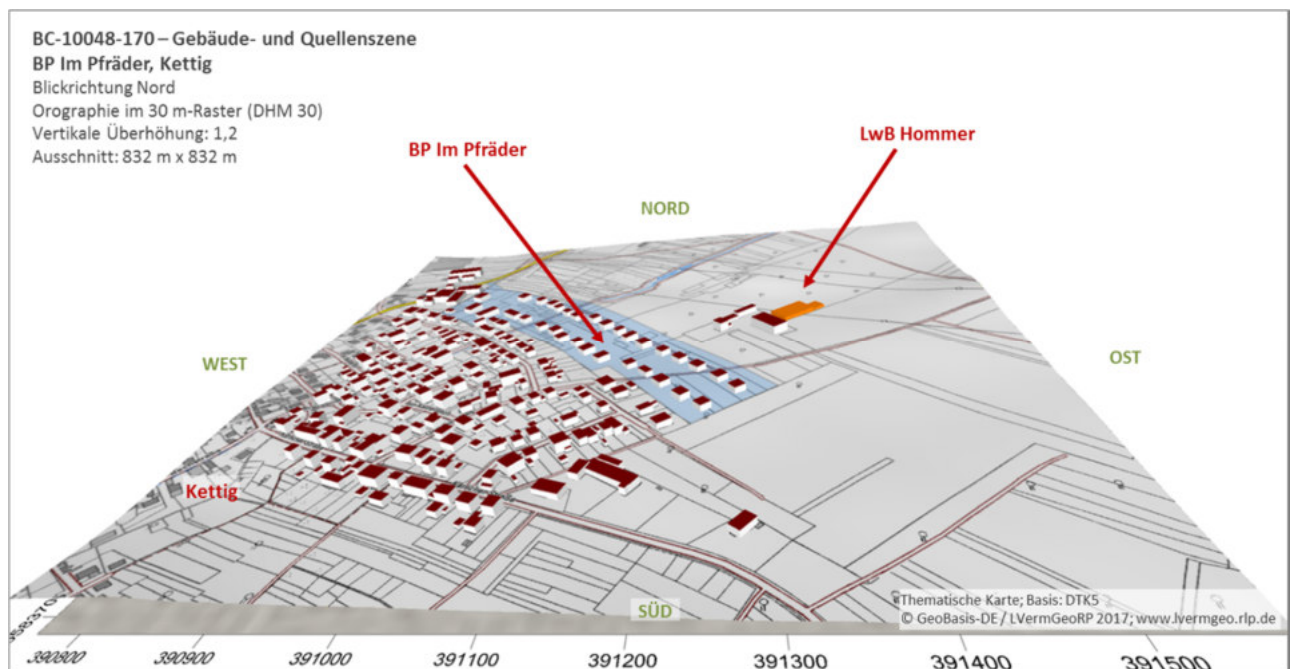 BC-10048-170 – Gebäude- und Quellenszene
BP Im Pfräder, Kettig
Blickrichtung Nord
Orographie im 30 m-Raster (DHM 30)
Vertikale Überhöhung: 1,2
Ausschnitt: 832 m x 832 m
LwB Hommer
BP Im Pfräder
NORD
WEST
OST
Kettig
SÜD
Thematische Karte; Basis: DTK5
© GeoBasis-DE / LVermGeoRP 2017; www.lvermgeo.rlp.de
390800 390900 391000 391100 391200 391300 391400 391500